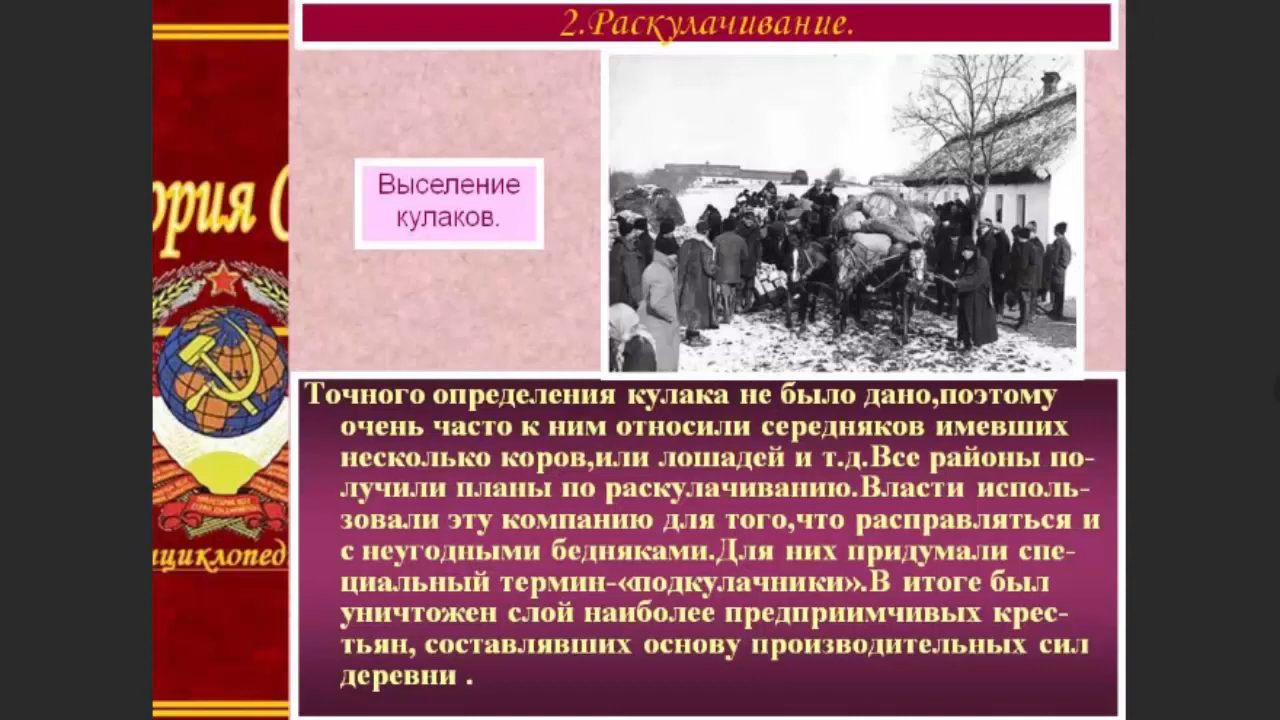 2.Раскулачивание.
Выселение
кулаков.
Точного определения кулака не было дано,поэтому
очень часто к ним относили середняков имевших
несколько коров,или лошадей и т.д.Все районы по-
лучили планы по раскулачиванию.Власти исполь-
зовали эту компанию для того,что расправляться и
с неугодными бедняками.Для них придумали спе-
циальный термин-«подкулачники».В итоге был
уничтожен слой наиболее предприимчивых крес-
тьян, составлявших основу производительных сил
деревни .
ория С
нциклопед